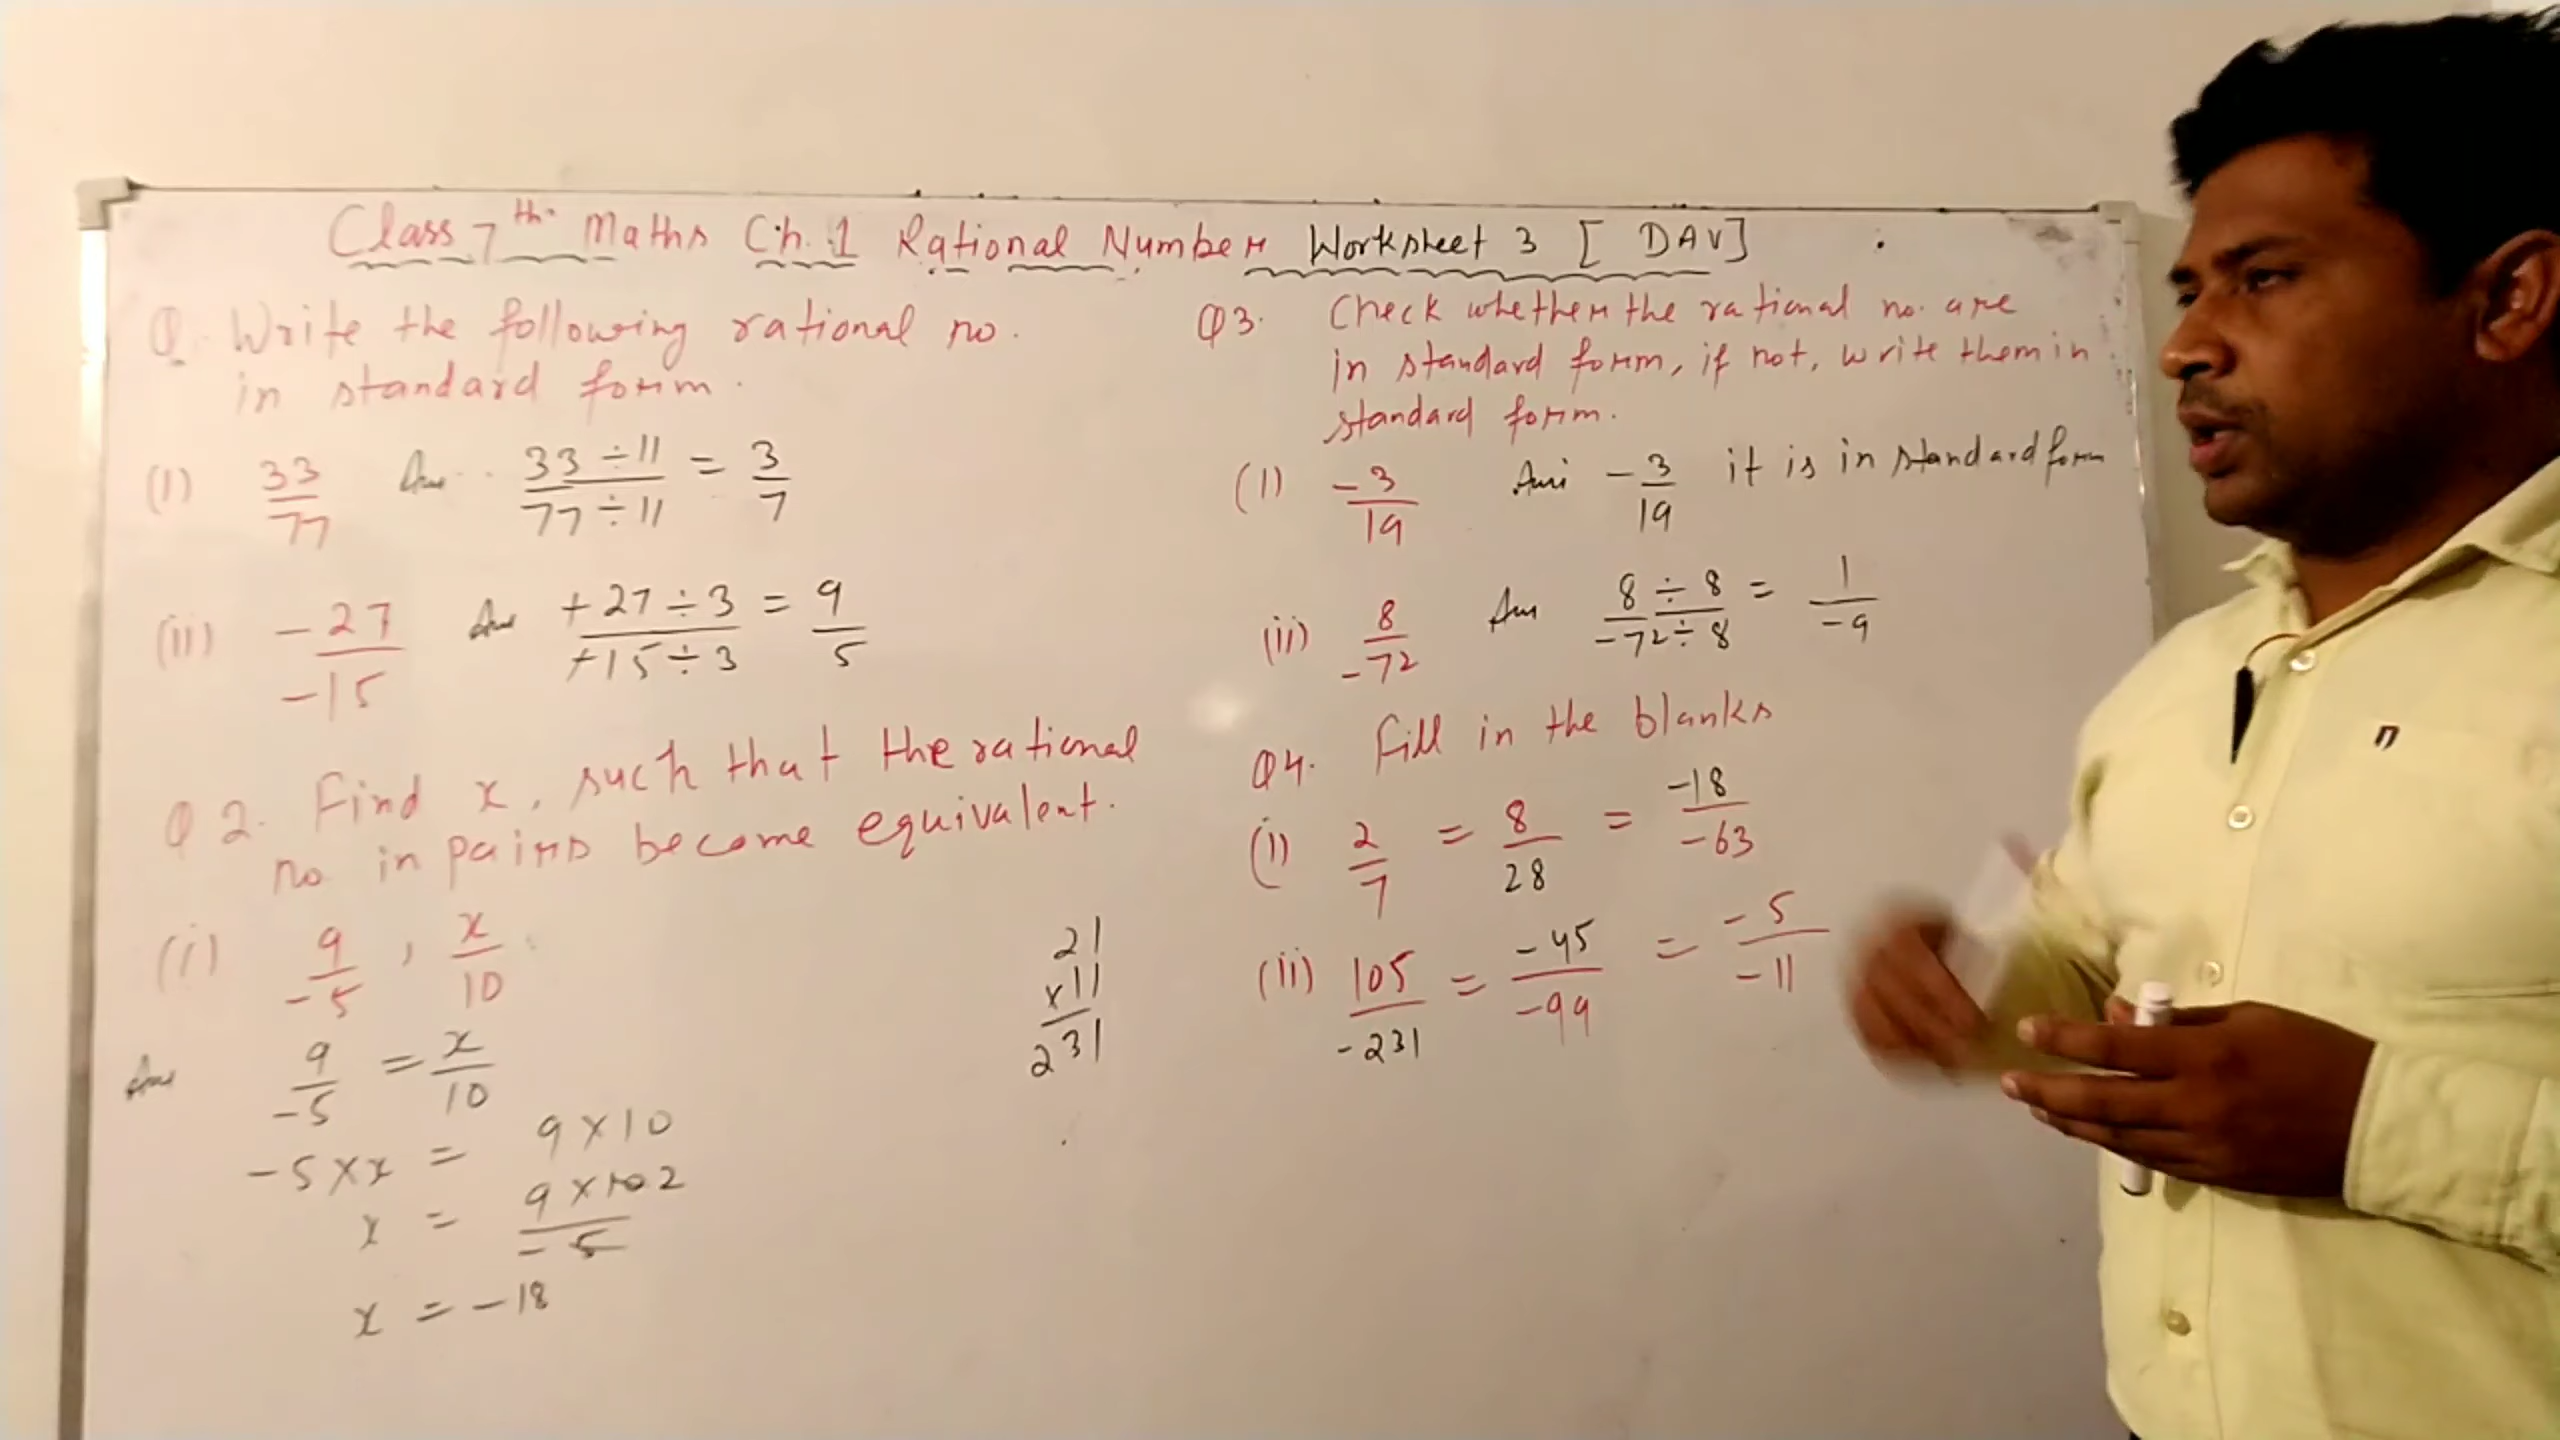 Class 7th Maths Ch. 1 Rational Number Worksheet 3 [ DAV]
Q. Write the following rational no.
in standard form.
(i) 33/77 Ans. 33 ÷ 11 / 77 ÷ 11 = 3/7
(ii) -27/-15 Ans +27 ÷ 3 / +15 ÷ 3 = 9/5
Q 2. Find x, such that the rational
no in pairs become equivalent.
(i) 9/-5 , x/10
Ans 9/-5 = x/10
-5 × x = 9 × 10
x = 9 × 10 2 / -5
x = -18
21
×11
231
Q3. Check whether the rational no. are
in standard form, if not, write them in
standard form.
(i) -3/19 Ans -3/19 it is in standard form
(ii) 8/-72 Ans 8 ÷ 8 / -72 ÷ 8 = 1/-9
Q4. Fill in the blanks
(i) 2/7 = 8/28 = -18/-63
(ii) 105/-231 = -45/-99 = -5/-11